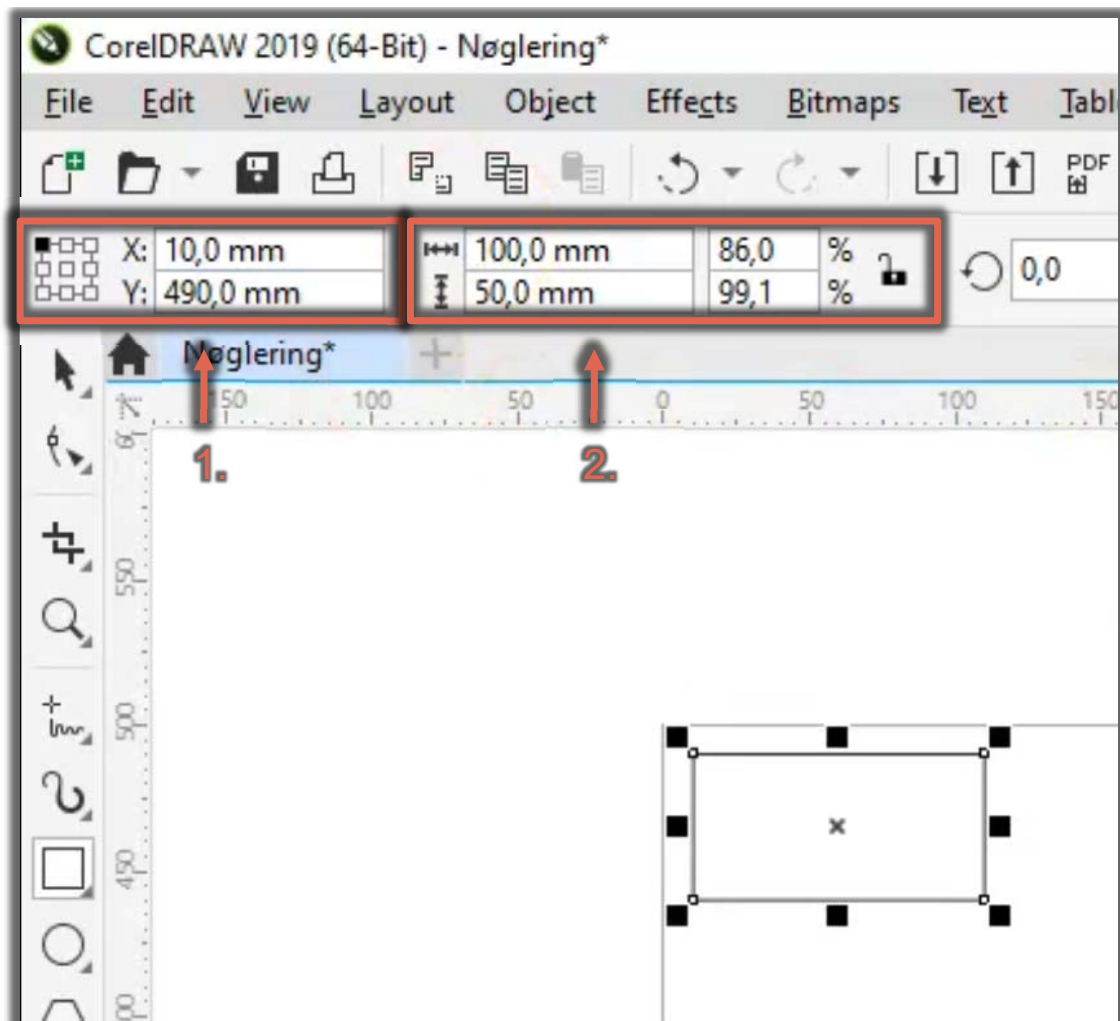 CorelDRAW 2019 (64-Bit) - Nøglering*
File Edit View Layout Object Effects Bitmaps Text
PDF
X: 10,0 mm 100,0 mm 86,0 %
Y: 490,0 mm 50,0 mm 99,1 %
0,0
Nøglering*
100 50 0 50 100 150
1. 2.
550
500
450